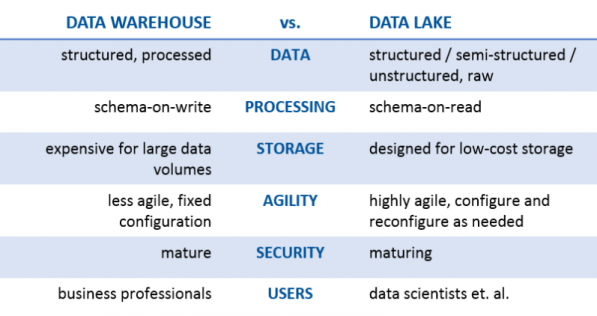 DATA WAREHOUSE vs. DATA LAKE
structured, processed DATA structured / semi-structured /
unstructured, raw
schema-on-write PROCESSING schema-on-read
expensive for large data STORAGE designed for low-cost storage
volumes
less agile, fixed AGILITY highly agile, configure and
configuration reconfigure as needed
mature SECURITY maturing
business professionals USERS data scientists et. al.